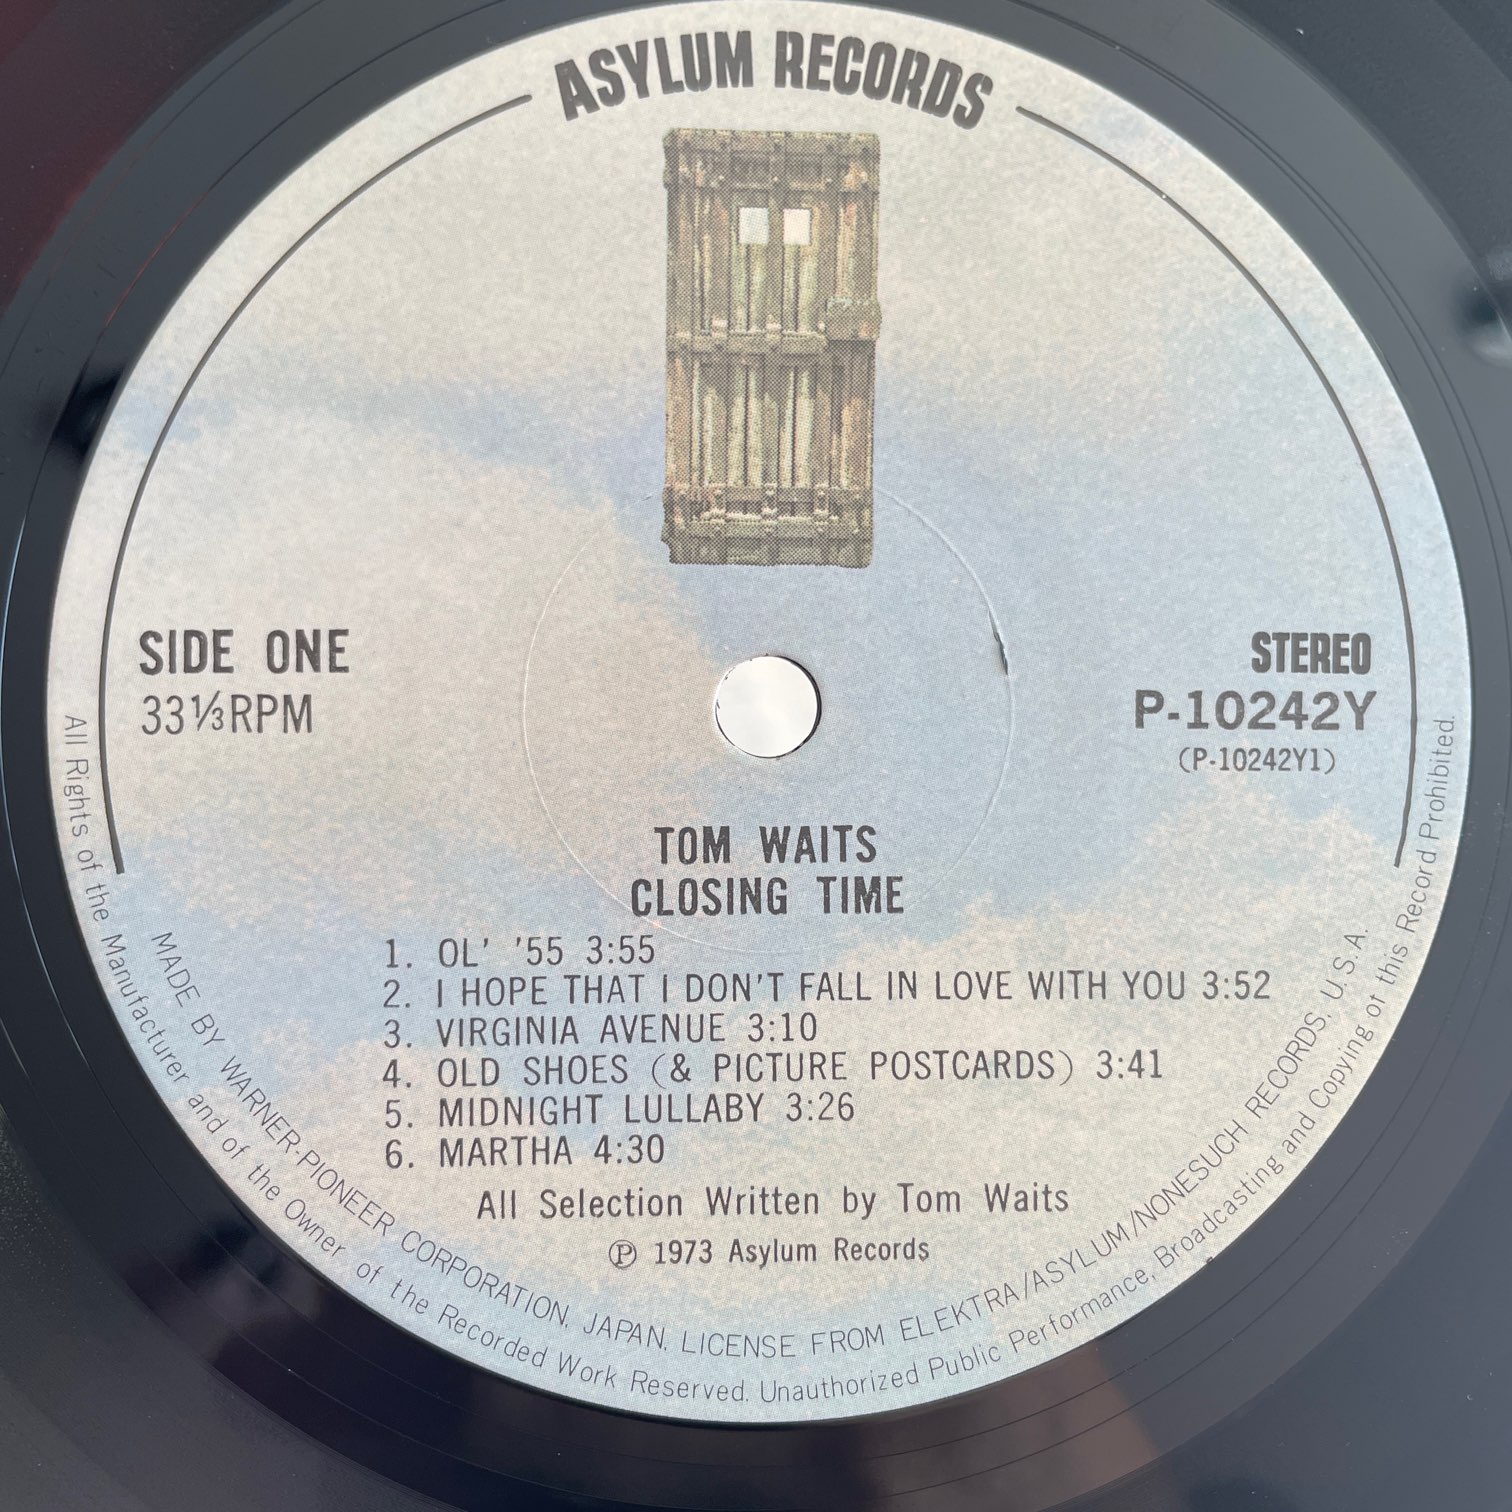 ASYLUM RECORDS
SIDE ONE
33⅓RPM
STEREO
P-10242Y
(P-10242Y1)
TOM WAITS
CLOSING TIME
1. OL' '55 3:55
2. I HOPE THAT I DON'T FALL IN LOVE WITH YOU 3:52
3. VIRGINIA AVENUE 3:10
4. OLD SHOES (& PICTURE POSTCARDS) 3:41
5. MIDNIGHT LULLABY 3:26
6. MARTHA 4:30
All Selection Written by Tom Waits
℗ 1973 Asylum Records
MADE BY WARNER-PIONEER CORPORATION, JAPAN. LICENSE FROM ELEKTRA/ASYLUM/NONESUCH RECORDS, U.S.A.
All Rights of the Manufacturer and of the Owner of the Recorded Work Reserved. Unauthorized Public Performance, Broadcasting and Copying of this Record Prohibited.